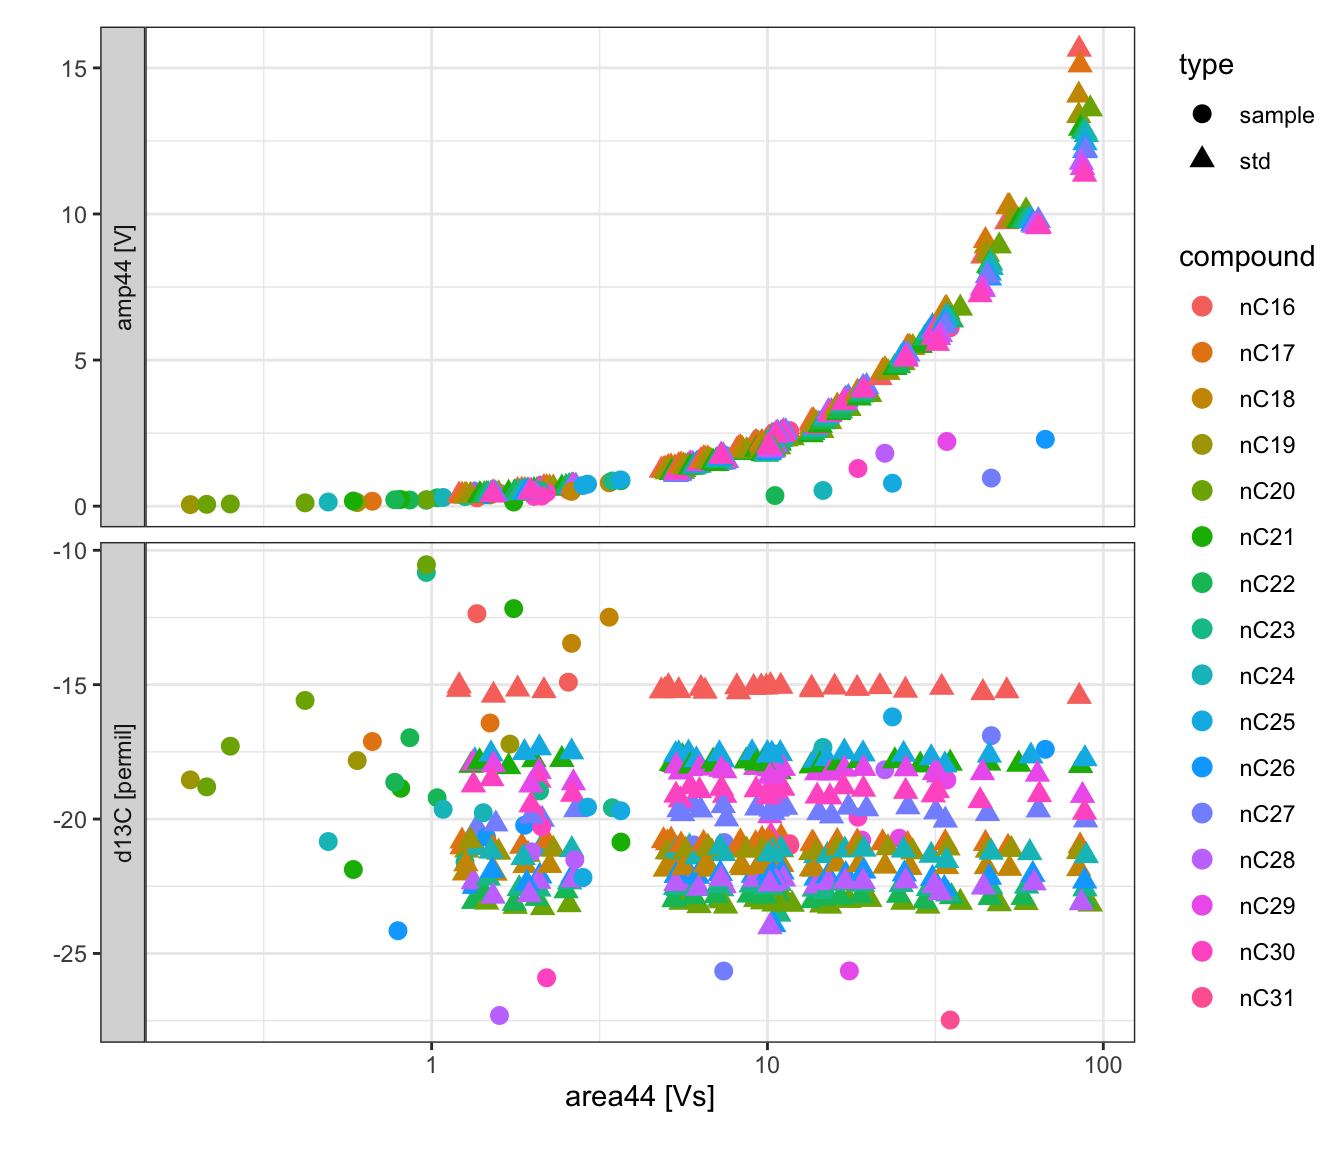 amp44 [V]
15
10
5
0
d13C [permil]
-10
-15
-20
-25
1
10
100
area44 [Vs]
type
sample
std
compound
nC16
nC17
nC18
nC19
nC20
nC21
nC22
nC23
nC24
nC25
nC26
nC27
nC28
nC29
nC30
nC31